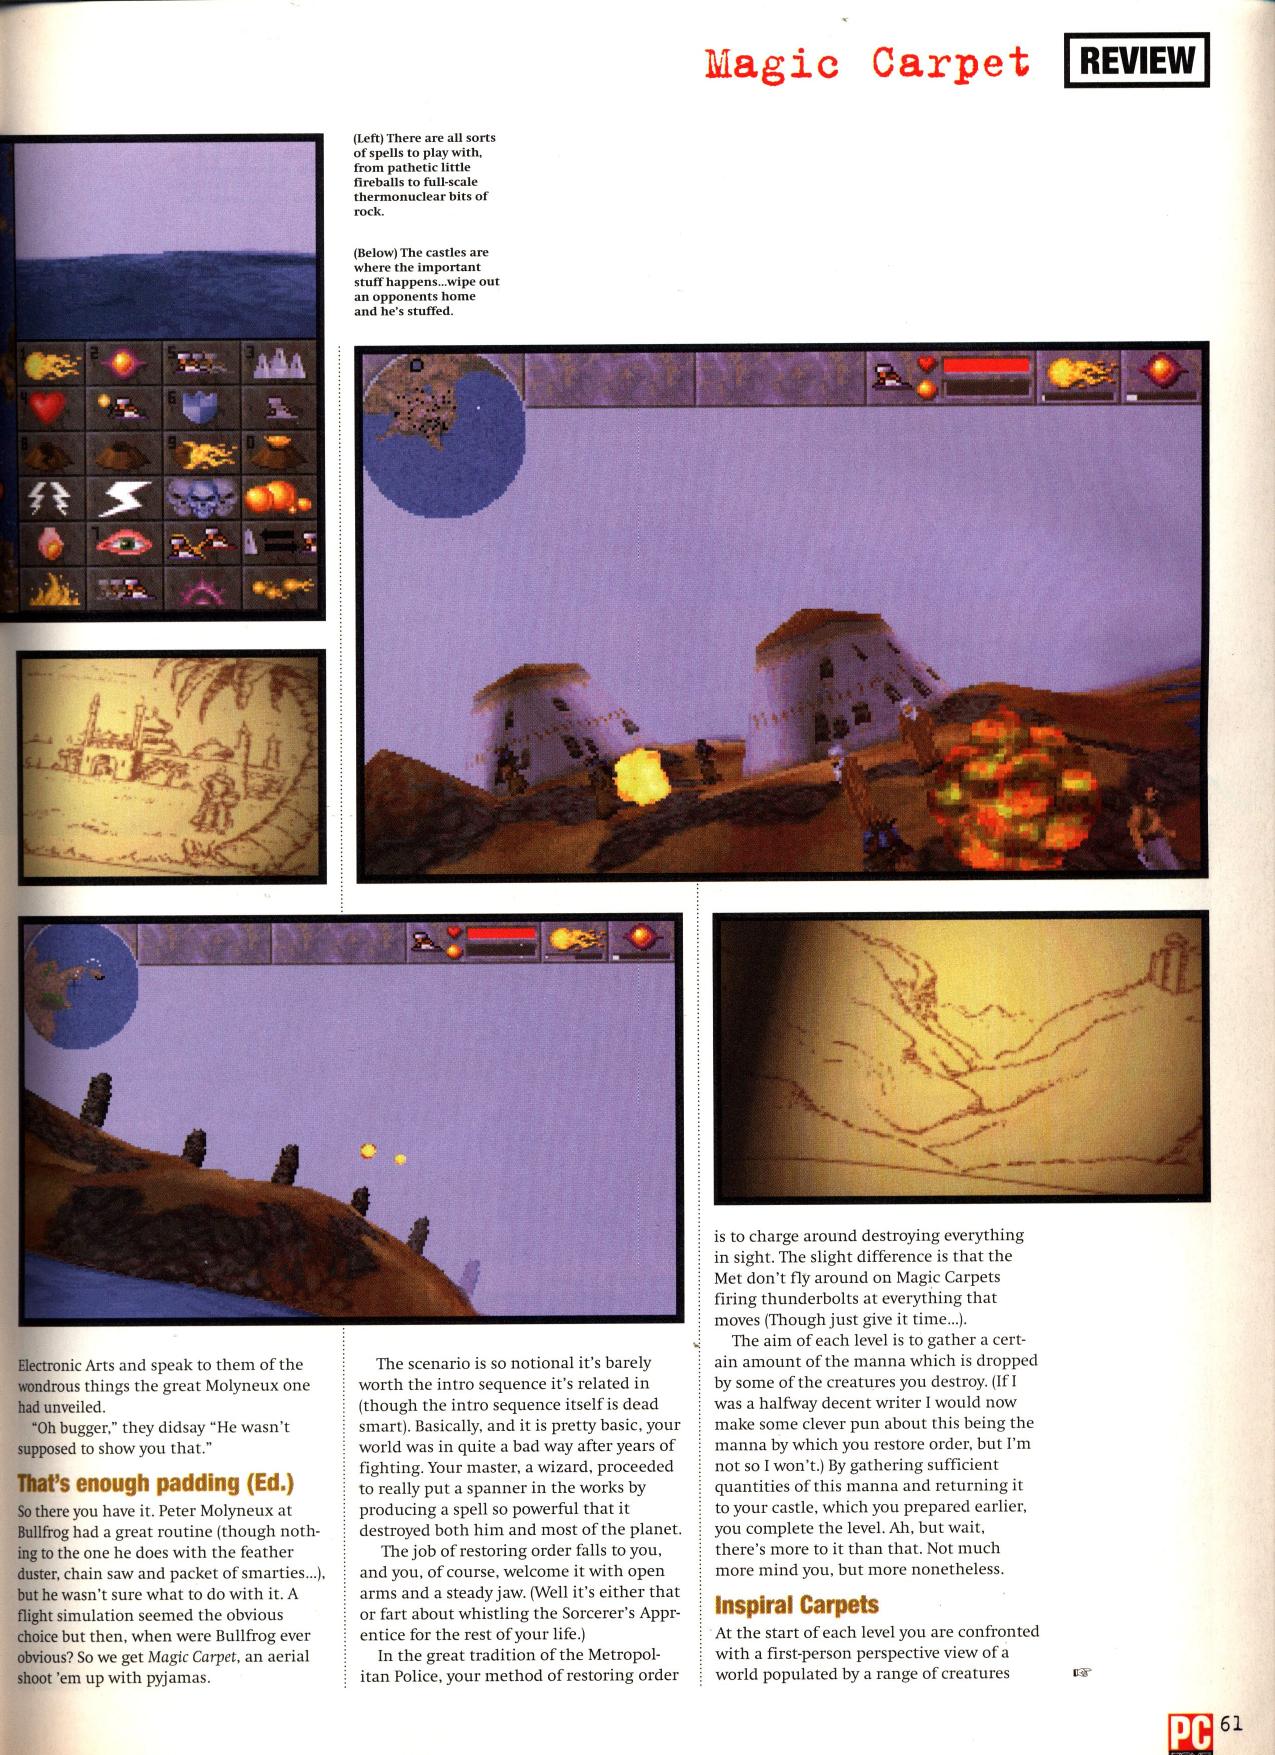 Magic Carpet REVIEW
(Left) There are all sorts
of spells to play with,
from pathetic little
fireballs to full-scale
thermonuclear bits of
rock.
(Below) The castles are
where the important
stuff happens...wipe out
an opponents home
and he's stuffed.
Electronic Arts and speak to them of the
wondrous things the great Molyneux one
had unveiled.
"Oh bugger," they didsay "He wasn't
supposed to show you that."
That's enough padding (Ed.)
So there you have it. Peter Molyneux at
Bullfrog had a great routine (though noth-
ing to the one he does with the feather
duster, chain saw and packet of smarties...),
but he wasn't sure what to do with it. A
flight simulation seemed the obvious
choice but then, when were Bullfrog ever
obvious? So we get Magic Carpet, an aerial
shoot 'em up with pyjamas.
The scenario is so notional it's barely
worth the intro sequence it's related in
(though the intro sequence itself is dead
smart). Basically, and it is pretty basic, your
world was in quite a bad way after years of
fighting. Your master, a wizard, proceeded
to really put a spanner in the works by
producing a spell so powerful that it
destroyed both him and most of the planet.
The job of restoring order falls to you,
and you, of course, welcome it with open
arms and a steady jaw. (Well it's either that
or fart about whistling the Sorcerer's Appr-
entice for the rest of your life.)
In the great tradition of the Metropol-
itan Police, your method of restoring order
is to charge around destroying everything
in sight. The slight difference is that the
Met don't fly around on Magic Carpets
firing thunderbolts at everything that
moves (Though just give it time...).
The aim of each level is to gather a cert-
ain amount of the manna which is dropped
by some of the creatures you destroy. (If I
was a halfway decent writer I would now
make some clever pun about this being the
manna by which you restore order, but I'm
not so I won't.) By gathering sufficient
quantities of this manna and returning it
to your castle, which you prepared earlier,
you complete the level. Ah, but wait,
there's more to it than that. Not much
more mind you, but more nonetheless.
Inspiral Carpets
At the start of each level you are confronted
with a first-person perspective view of a
world populated by a range of creatures
PC 61